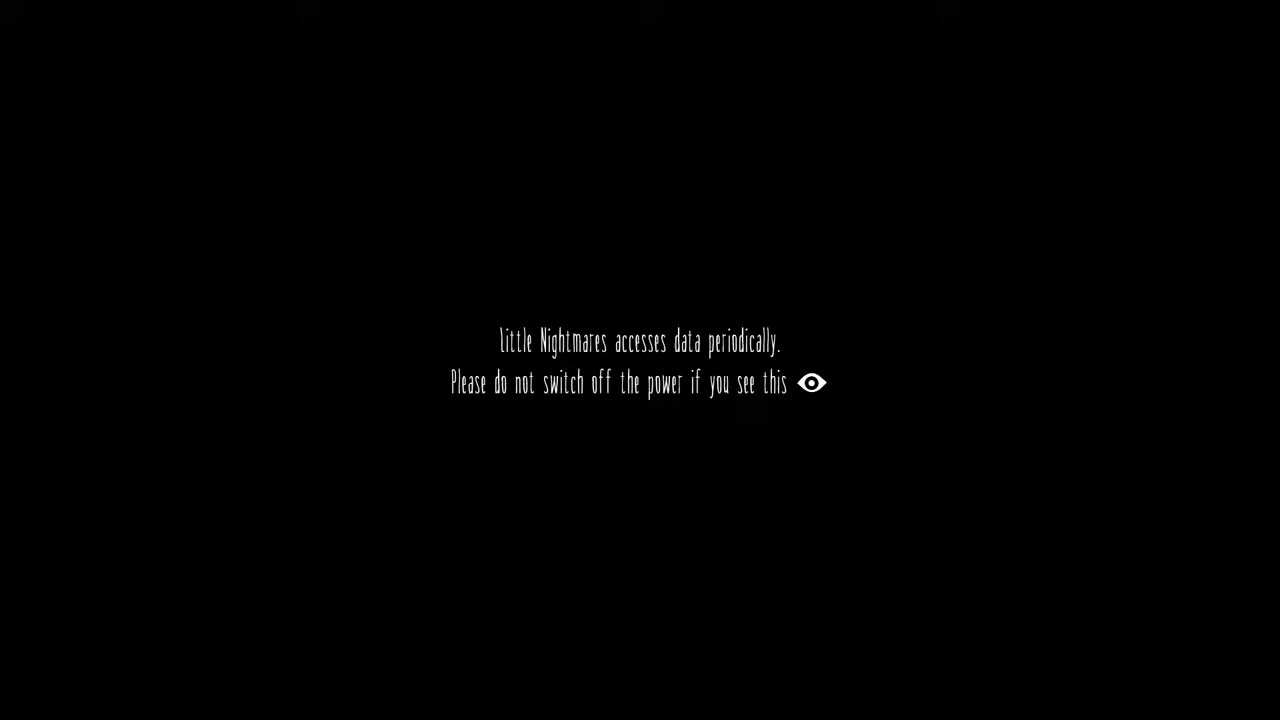 Little Nightmares accesses data periodically.
Please do not switch off the power if you see this